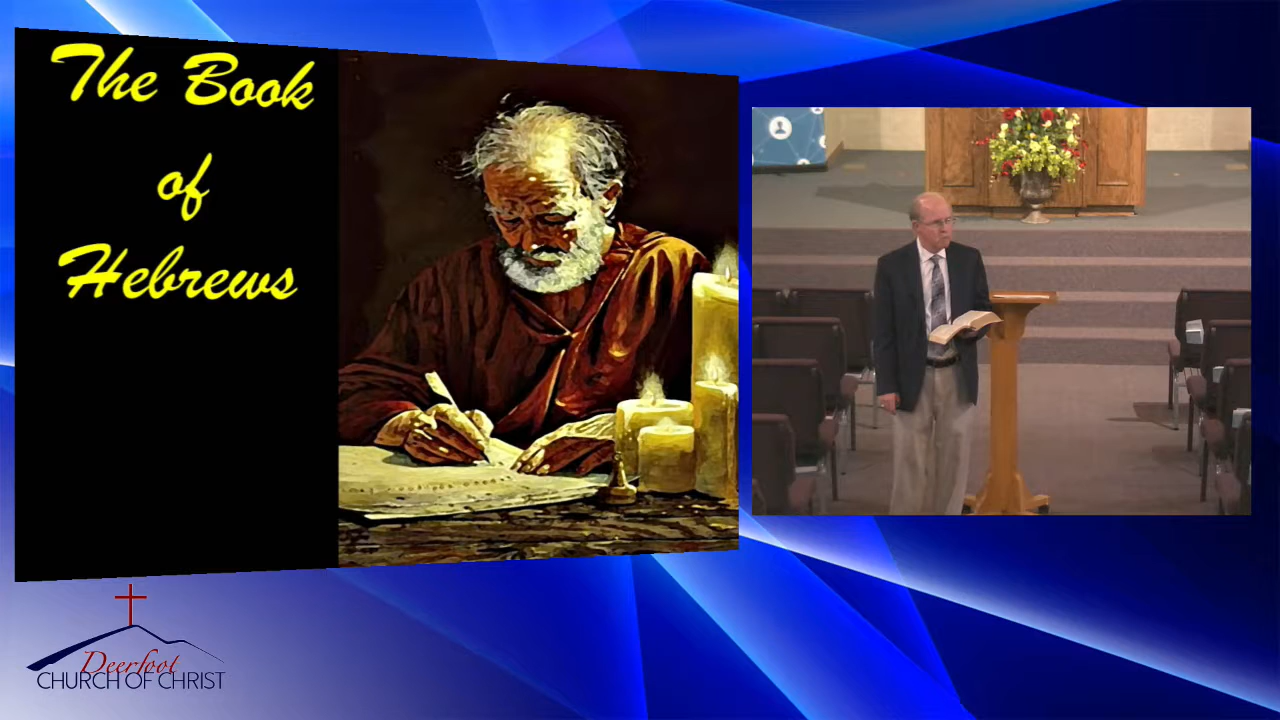 The Book
of
Hebrews
Deerfoot
CHURCH OF CHRIST